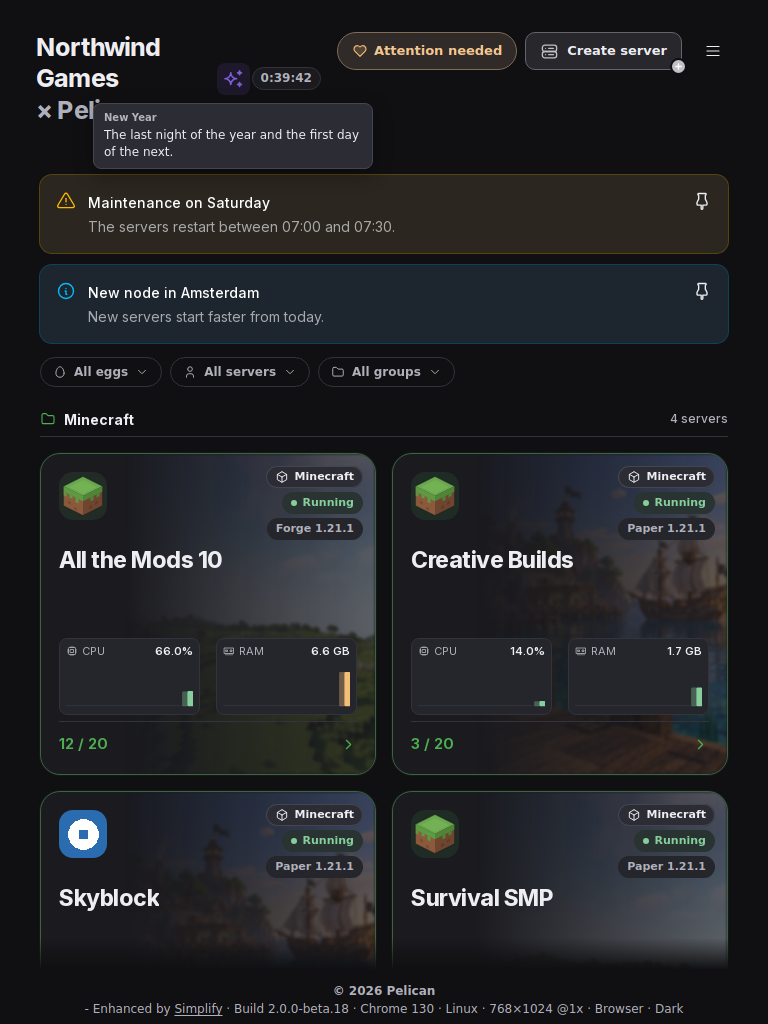 Northwind
Games
× Pel
0:39:42
Attention needed
Create server
New Year
The last night of the year and the first day
of the next.
Maintenance on Saturday
The servers restart between 07:00 and 07:30.
New node in Amsterdam
New servers start faster from today.
All eggs
All servers
All groups
Minecraft
4 servers
Minecraft
Running
Forge 1.21.1
All the Mods 10
CPU 66.0%
RAM 6.6 GB
12 / 20
Minecraft
Running
Paper 1.21.1
Creative Builds
CPU 14.0%
RAM 1.7 GB
3 / 20
Minecraft
Running
Paper 1.21.1
Skyblock
Minecraft
Running
Paper 1.21.1
Survival SMP
© 2026 Pelican
- Enhanced by Simplify · Build 2.0.0-beta.18 · Chrome 130 · Linux · 768×1024 @1x · Browser · Dark